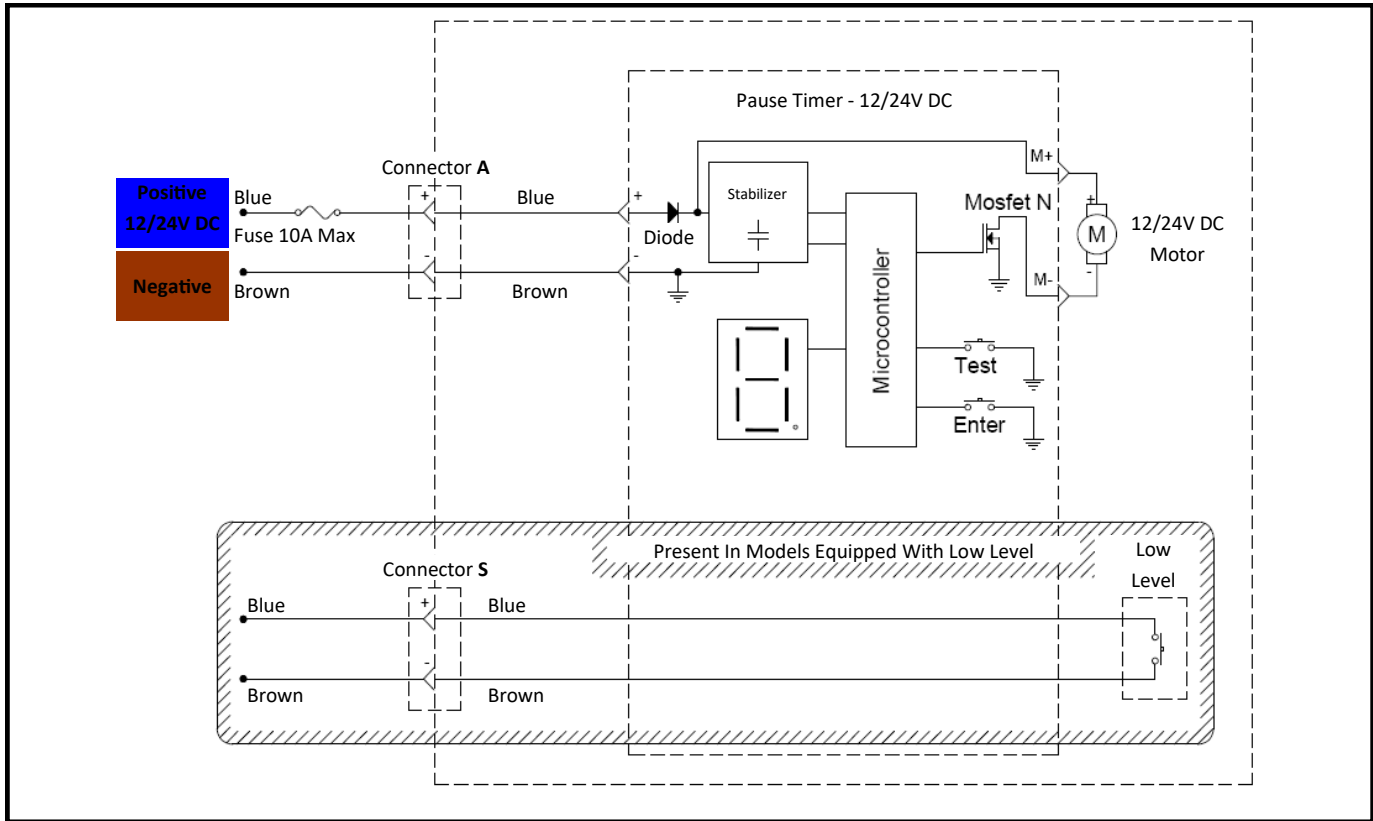 Pause Timer - 12/24V DC
Connector A
Positive
12/24V DC
Blue
Fuse 10A Max
+
Blue
+
Diode
Stabilizer
M+
Mosfet N
+
M
-
12/24V DC
Motor
M-
Negative
Brown
-
Brown
-
Microcontroller
Test
Enter
Present In Models Equipped With Low Level
Low
Level
Connector S
Blue
+
Blue
Brown
-
Brown